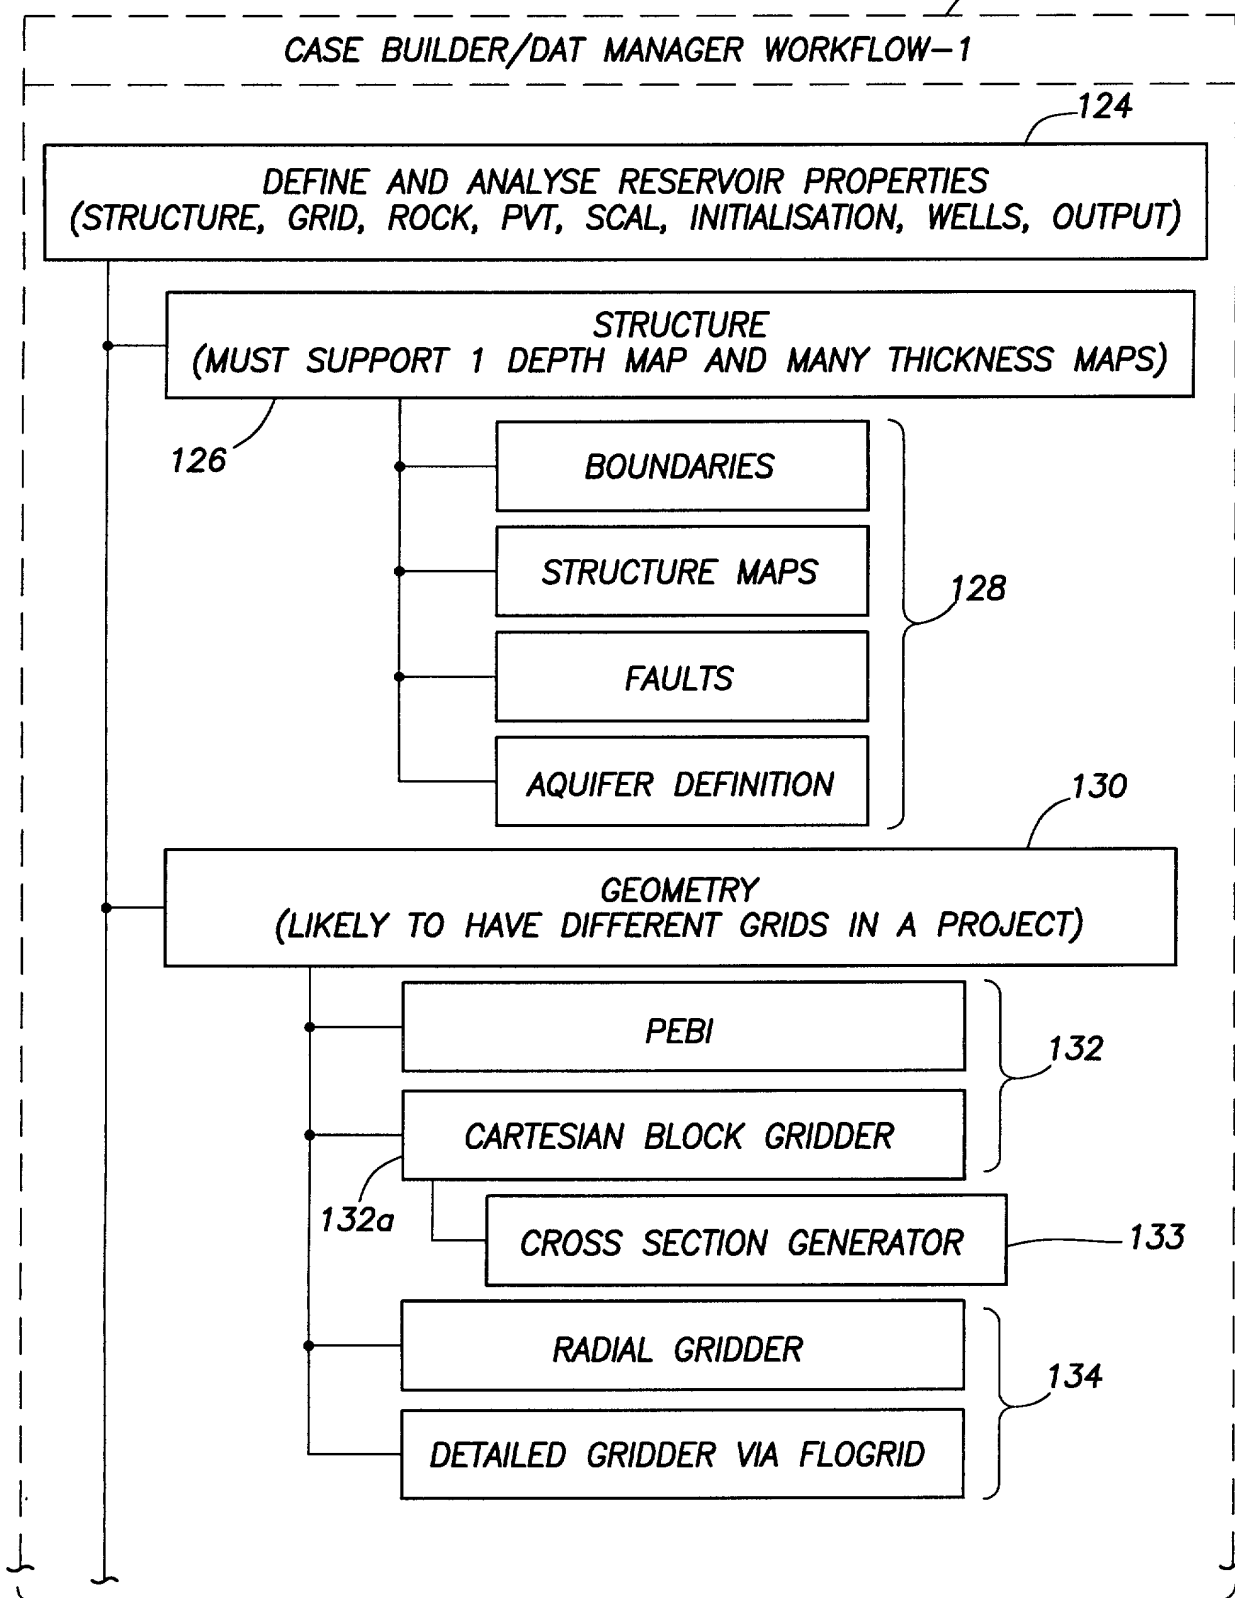 CASE BUILDER/DAT MANAGER WORKFLOW-1
124
DEFINE AND ANALYSE RESERVOIR PROPERTIES
(STRUCTURE, GRID, ROCK, PVT, SCAL, INITIALISATION, WELLS, OUTPUT)
STRUCTURE
(MUST SUPPORT 1 DEPTH MAP AND MANY THICKNESS MAPS)
126
BOUNDARIES
STRUCTURE MAPS
128
FAULTS
AQUIFER DEFINITION
130
GEOMETRY
(LIKELY TO HAVE DIFFERENT GRIDS IN A PROJECT)
PEBI
132
CARTESIAN BLOCK GRIDDER
132a
CROSS SECTION GENERATOR
133
RADIAL GRIDDER
134
DETAILED GRIDDER VIA FLOGRID